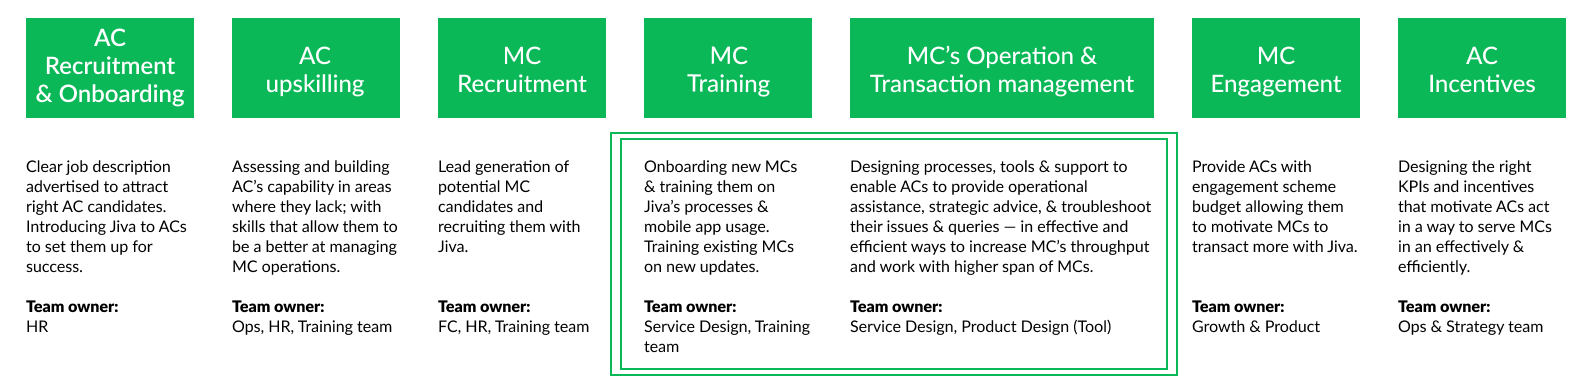 AC
Recruitment
& Onboarding
AC
upskilling
MC
Recruitment
MC
Training
MC’s Operation &
Transaction management
MC
Engagement
AC
Incentives
Clear job description
advertised to attract
right AC candidates.
Introducing Jiva to ACs
to set them up for
success.
Team owner:
HR
Assessing and building
AC’s capability in areas
where they lack; with
skills that allow them to
be a better at managing
MC operations.
Team owner:
Ops, HR, Training team
Lead generation of
potential MC
candidates and
recruiting them with
Jiva.
Team owner:
FC, HR, Training team
Onboarding new MCs
& training them on
Jiva’s processes &
mobile app usage.
Training existing MCs
on new updates.
Team owner:
Service Design, Training
team
Designing processes, tools & support to
enable ACs to provide operational
assistance, strategic advice, & troubleshoot
their issues & queries — in effective and
efficient ways to increase MC’s throughput
and work with higher span of MCs.
Team owner:
Service Design, Product Design (Tool)
Provide ACs with
engagement scheme
budget allowing them
to motivate MCs to
transact more with Jiva.
Team owner:
Growth & Product
Designing the right
KPIs and incentives
that motivate ACs act
in a way to serve MCs
in an effectively &
efficiently.
Team owner:
Ops & Strategy team